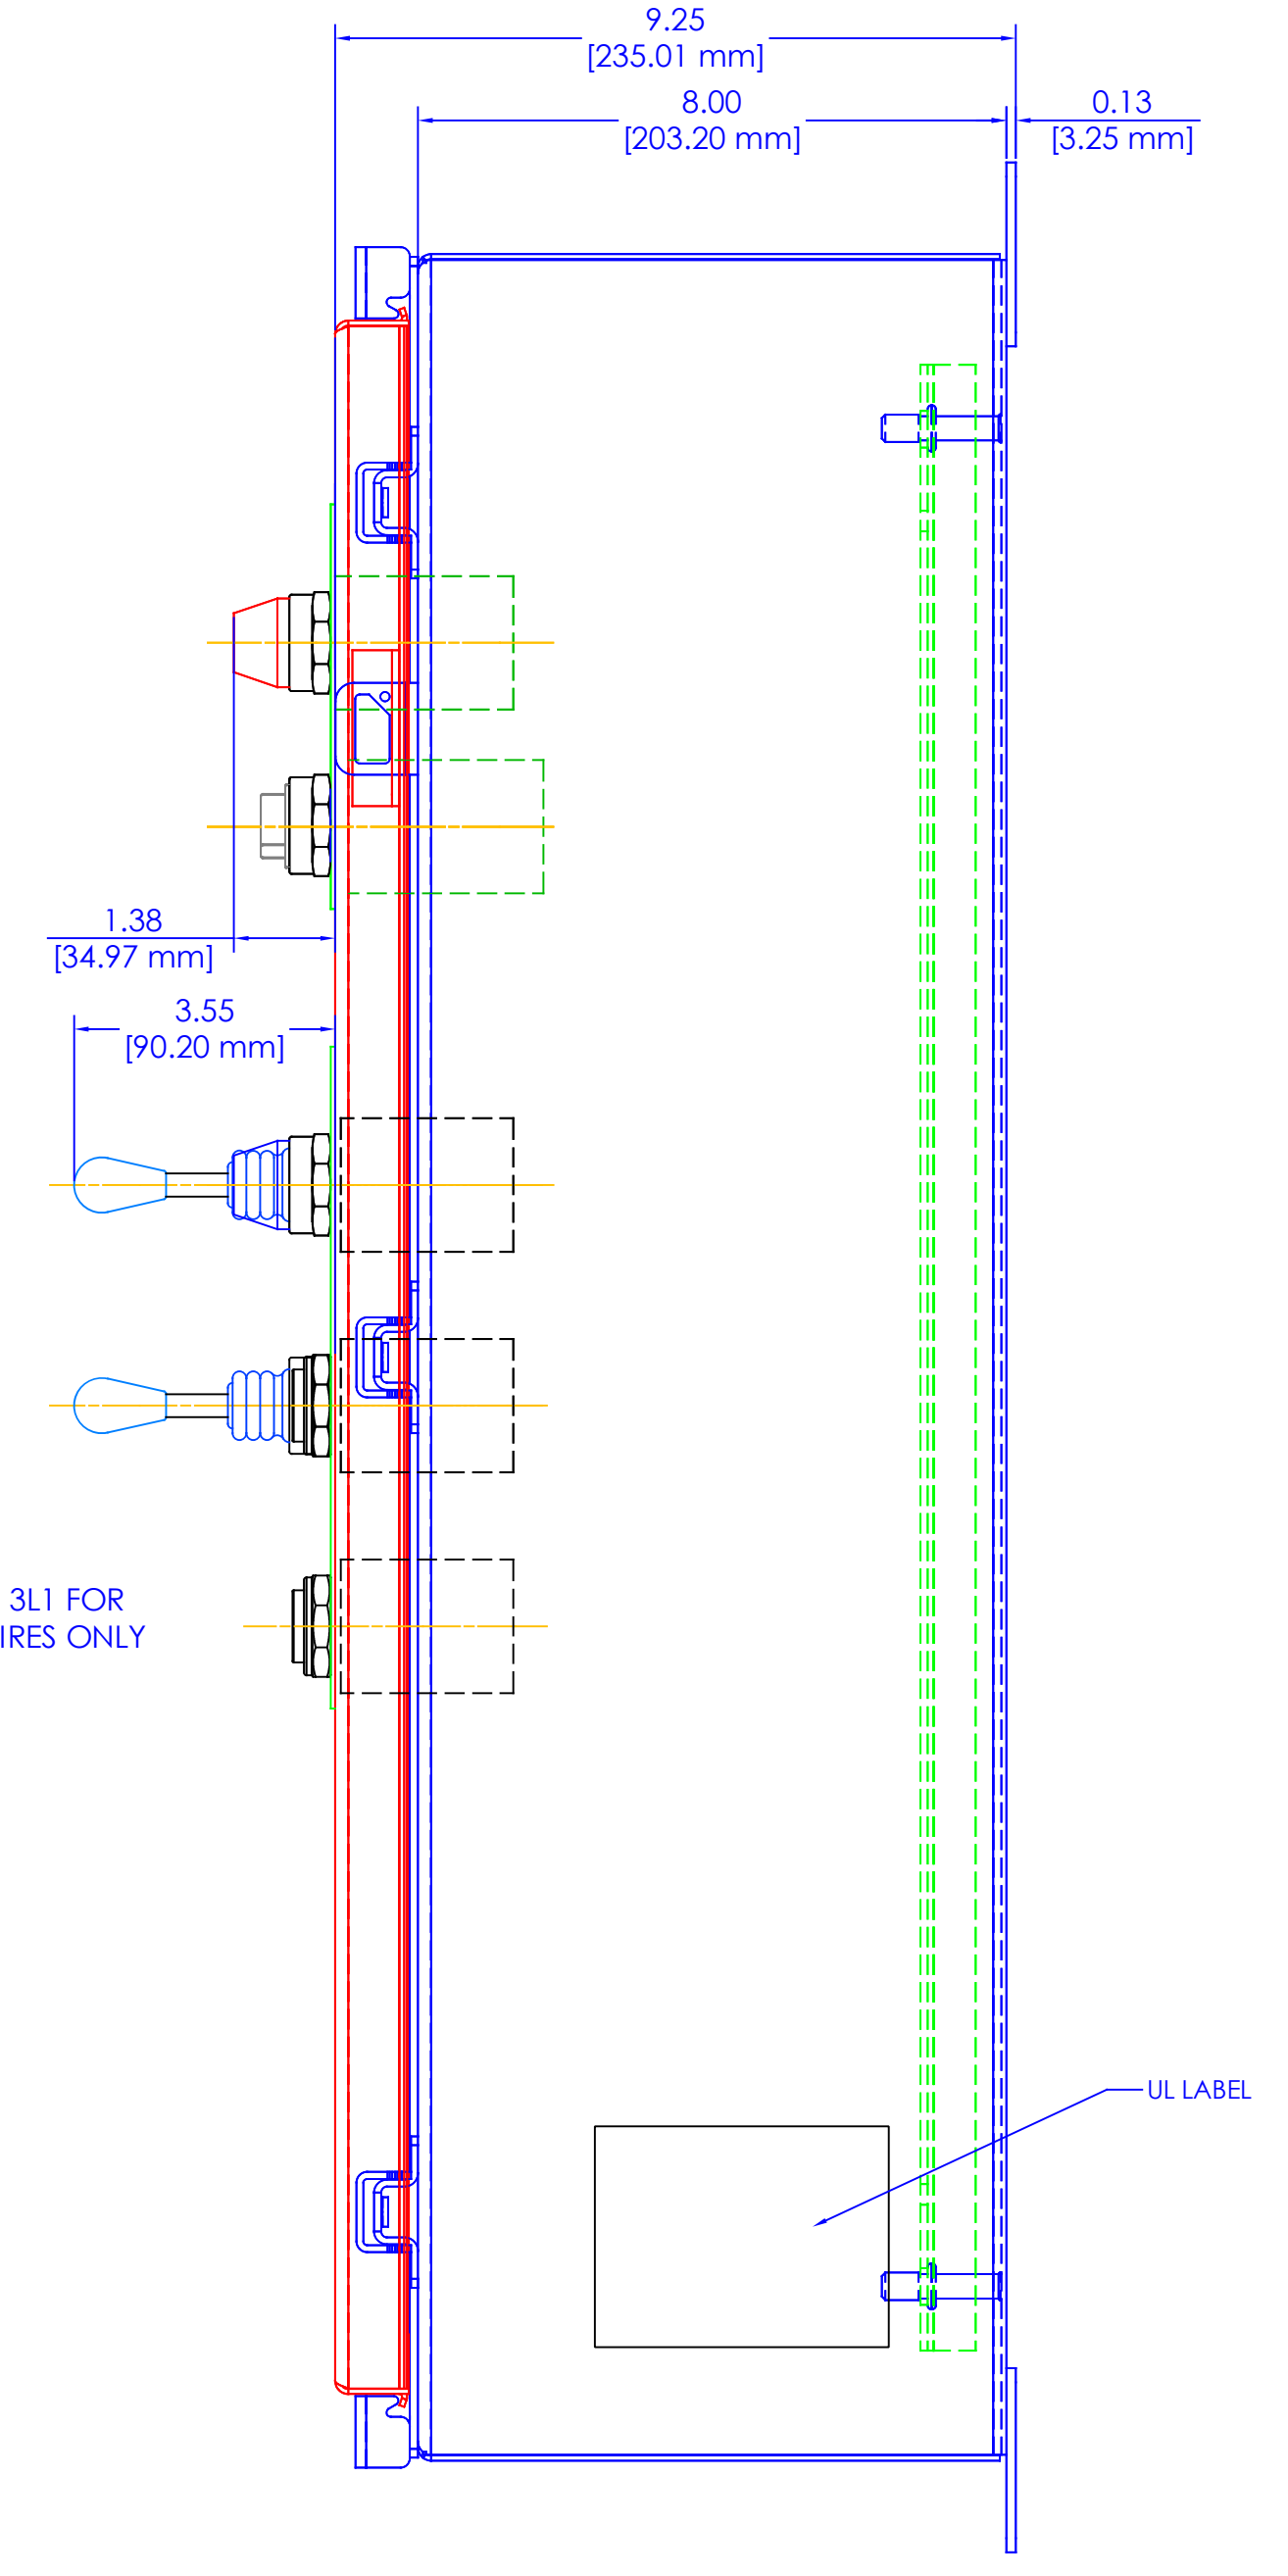 9.25
[235.01 mm]
8.00
[203.20 mm]
0.13
[3.25 mm]
1.38
[34.97 mm]
3.55
[90.20 mm]
3L1 FOR
IRES ONLY
UL LABEL